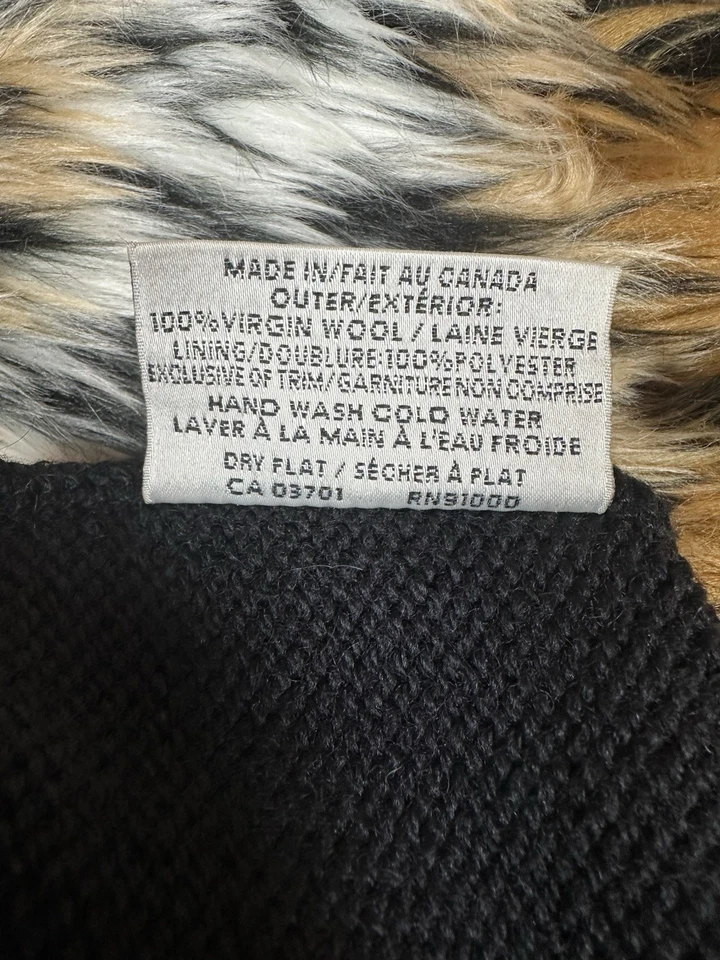 MADE IN/FAIT AU CANADA
OUTER/EXTÉRIOR:
100% VIRGIN WOOL / LAINE VIERGE
LINING/DOUBLURE:100%POLYESTER
EXCLUSIVE OF TRIM/GARNITURE NON COMPRISE
HAND WASH COLD WATER
LAVER À LA MAIN À L'EAU FROIDE
DRY FLAT / SÉCHER À PLAT
CA 03701 RN91000